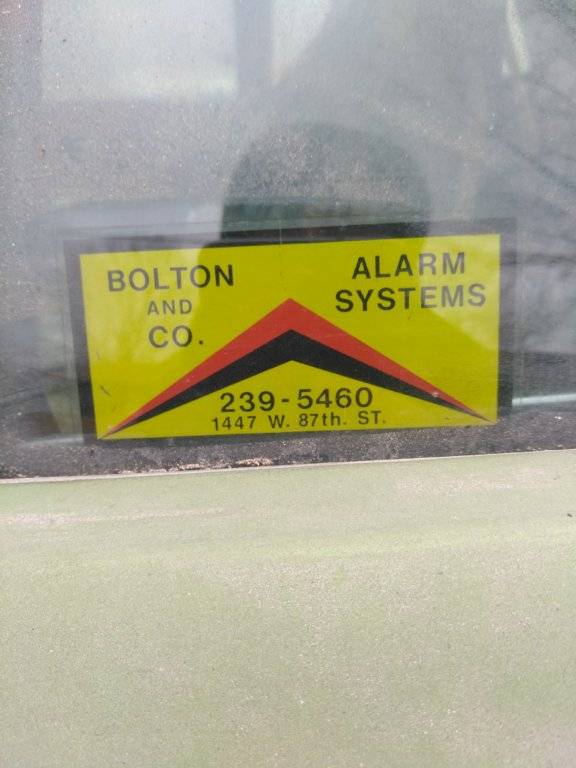 BOLTON
AND
CO.
ALARM
SYSTEMS
239-5460
1447 W. 87th. ST.